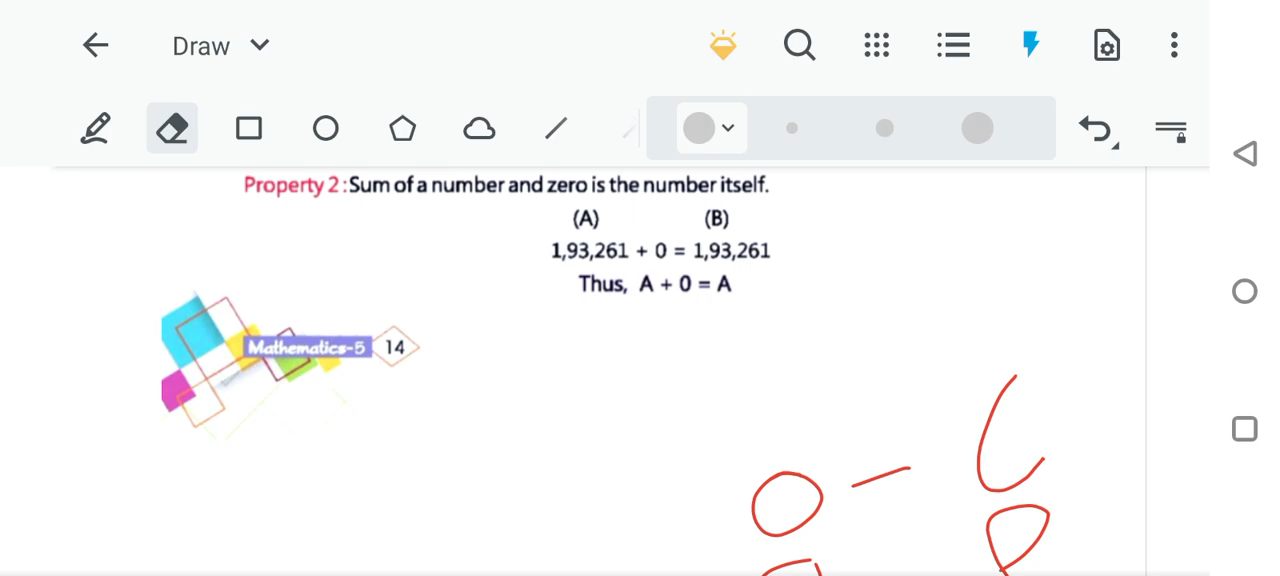 Draw
Property 2 : Sum of a number and zero is the number itself.
(A) (B)
1,93,261 + 0 = 1,93,261
Thus, A + 0 = A
Mathematics-5 14